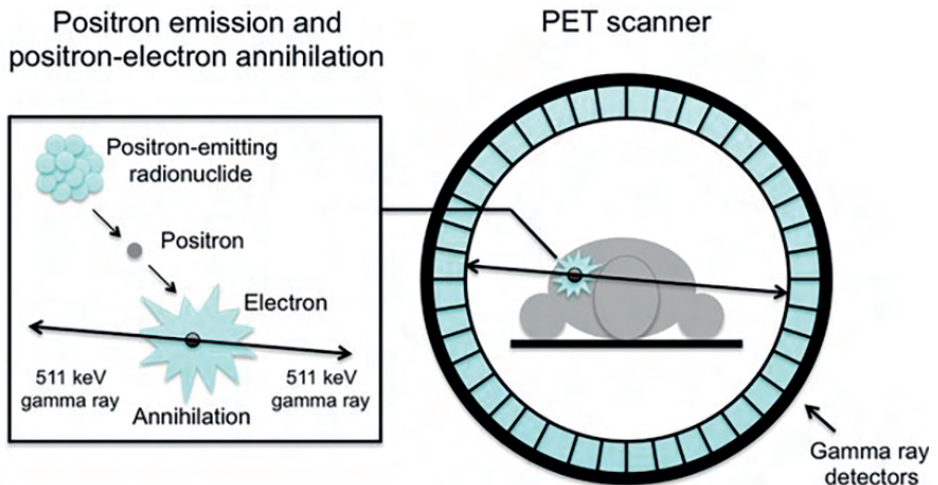 Positron emission and
positron-electron annihilation
PET scanner
Positron-emitting
radionuclide
Positron
Electron
511 keV
gamma ray
511 keV
gamma ray
Annihilation
Gamma ray
detectors